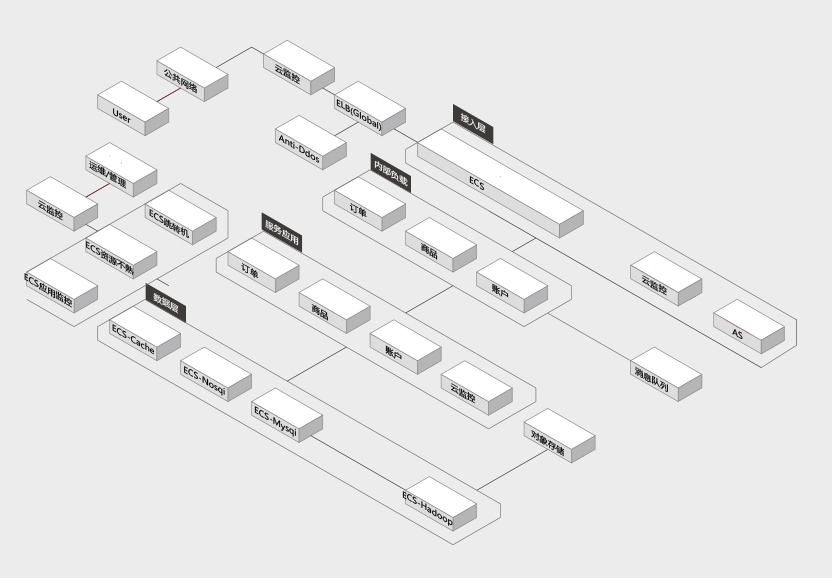 公共网络
云监控
User
ELB(Global)
Anti-Ddos
接入层
ECS
云监控
AS
运维/管理
云监控
ECS跳转机
ECS资源不熟
ECS应用监控
内部负载
订单
商品
账户
消息队列
服务应用
订单
商品
账户
云监控
数据层
ECS-Cache
ECS-Nosqi
ECS-Mysqi
ECS-Hadoop
对象存储